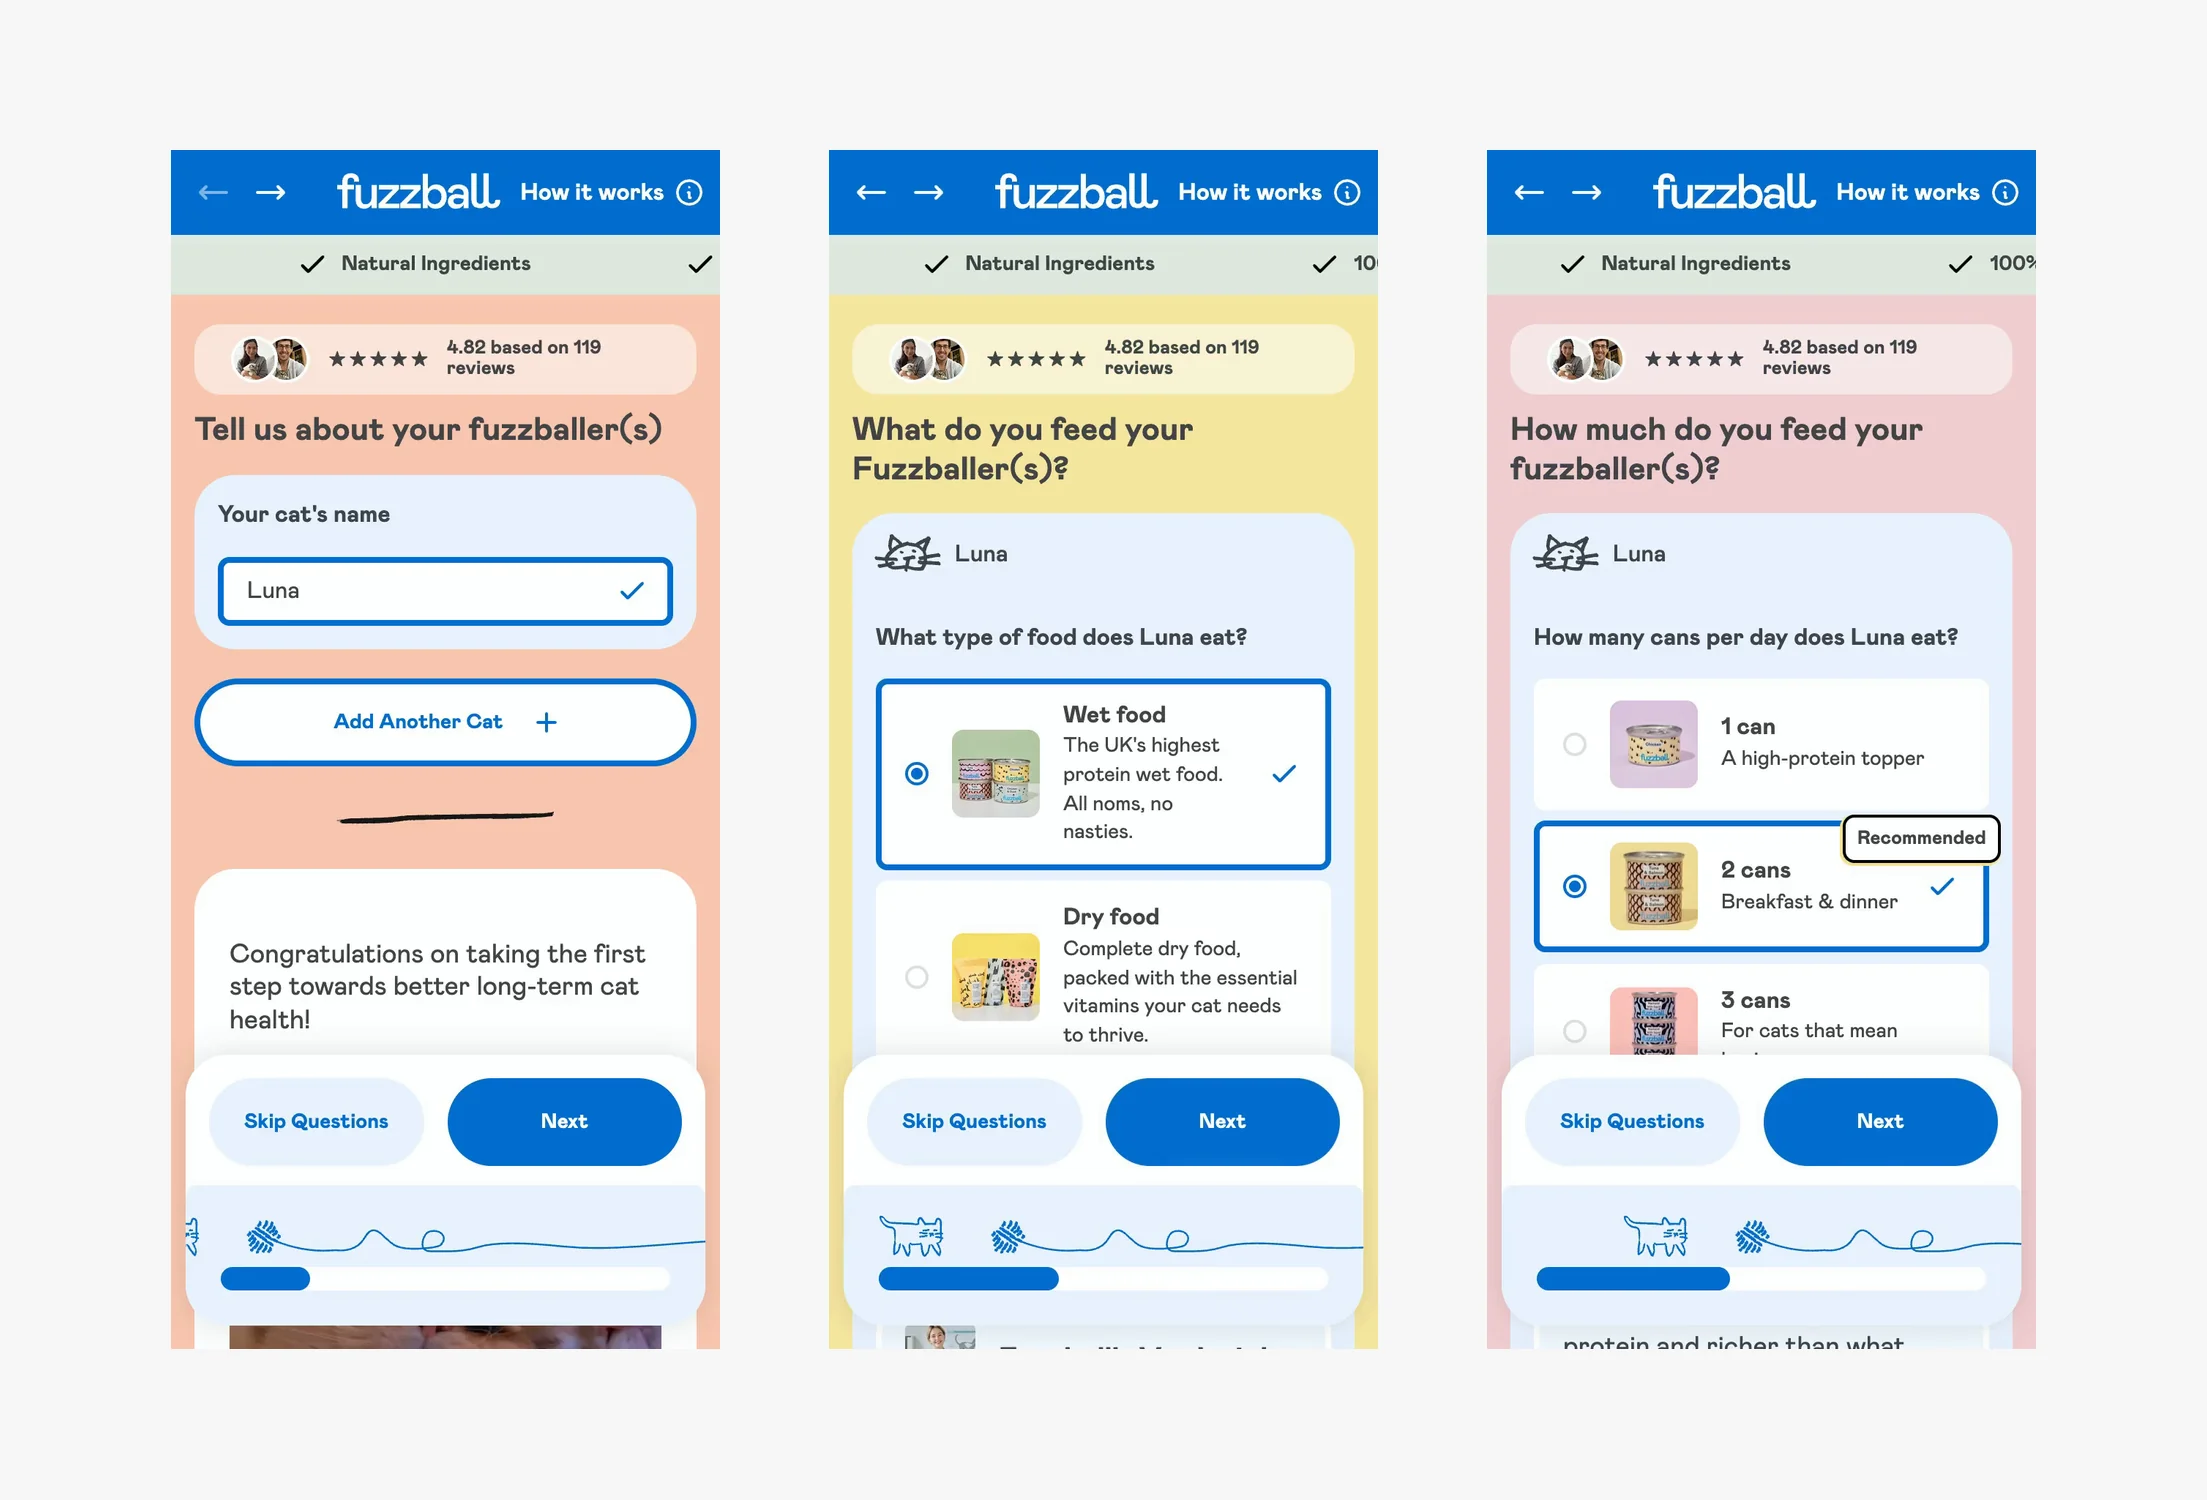 fuzzball
How it works
Natural Ingredients
4.82 based on 119
reviews
Tell us about your fuzzballer(s)
Your cat's name
Luna
Add Another Cat
Congratulations on taking the first
step towards better long-term cat
health!
Skip Questions
Next
fuzzball
How it works
Natural Ingredients
4.82 based on 119
reviews
What do you feed your
Fuzzballer(s)?
Luna
What type of food does Luna eat?
Wet food
The UK's highest
protein wet food.
All noms, no
nasties.
Dry food
Complete dry food,
packed with the essential
vitamins your cat needs
to thrive.
Skip Questions
Next
fuzzball
How it works
Natural Ingredients
100%
4.82 based on 119
reviews
How much do you feed your
fuzzballer(s)?
Luna
How many cans per day does Luna eat?
1 can
A high-protein topper
Recommended
2 cans
Breakfast & dinner
3 cans
For cats that mean
Skip Questions
Next
protein and richer than what